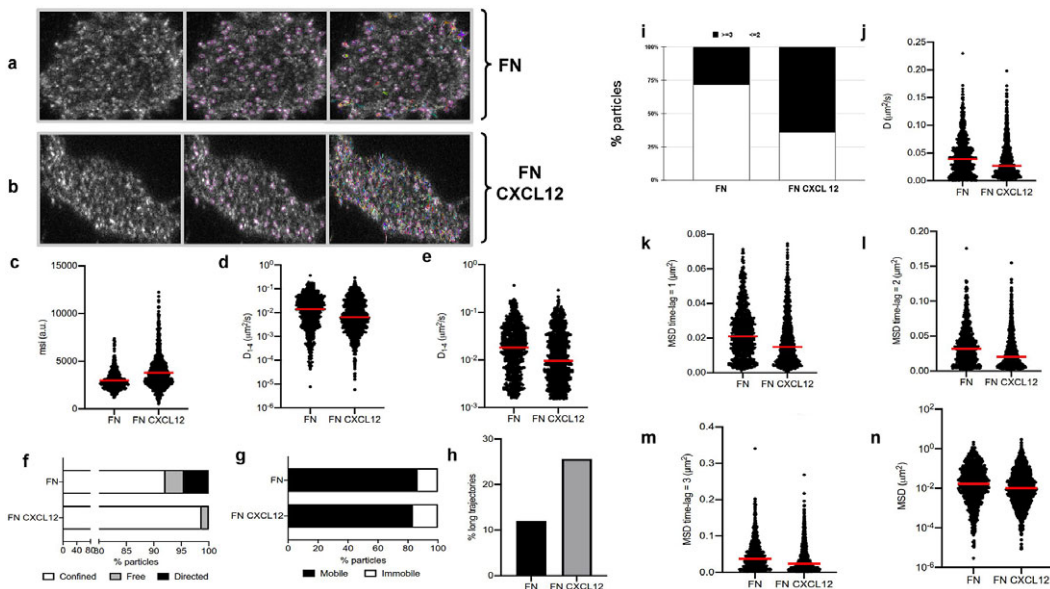 a
FN
b
FN
CXCL12
c
msi (a.u.)
15000
10000
5000
0
FN
FN CXCL12
d
D1-4 (μm²/s)
10⁰
10⁻¹
10⁻²
10⁻³
10⁻⁴
10⁻⁵
10⁻⁶
FN
FN CXCL12
e
D1-4 (μm²/s)
10⁰
10⁻¹
10⁻²
10⁻³
FN
FN CXCL12
f
FN
FN CXCL12
0 40 80 80 85 90 95 100
% particles
Confined Free Directed
g
FN
FN CXCL12
0 20 40 60 80 100
% particles
Mobile Immobile
h
% long trajectories
30
20
10
0
FN
FN CXCL12
i
>=3 <=2
% particles
100%
75%
50%
25%
0%
FN
FN CXCL 12
j
D (μm²/s)
0.25
0.20
0.15
0.10
0.05
0.00
FN
FN CXCL12
k
MSD time-lag = 1 (μm²)
0.08
0.06
0.04
0.02
0.00
FN
FN CXCL12
l
MSD time-lag = 2 (μm²)
0.20
0.15
0.10
0.05
0.00
FN
FN CXCL12
m
MSD time-lag = 3 (μm²)
0.4
0.3
0.2
0.1
0.0
FN
FN CXCL12
n
MSD (μm²)
10²
10⁰
10⁻²
10⁻⁴
10⁻⁶
FN
FN CXCL12